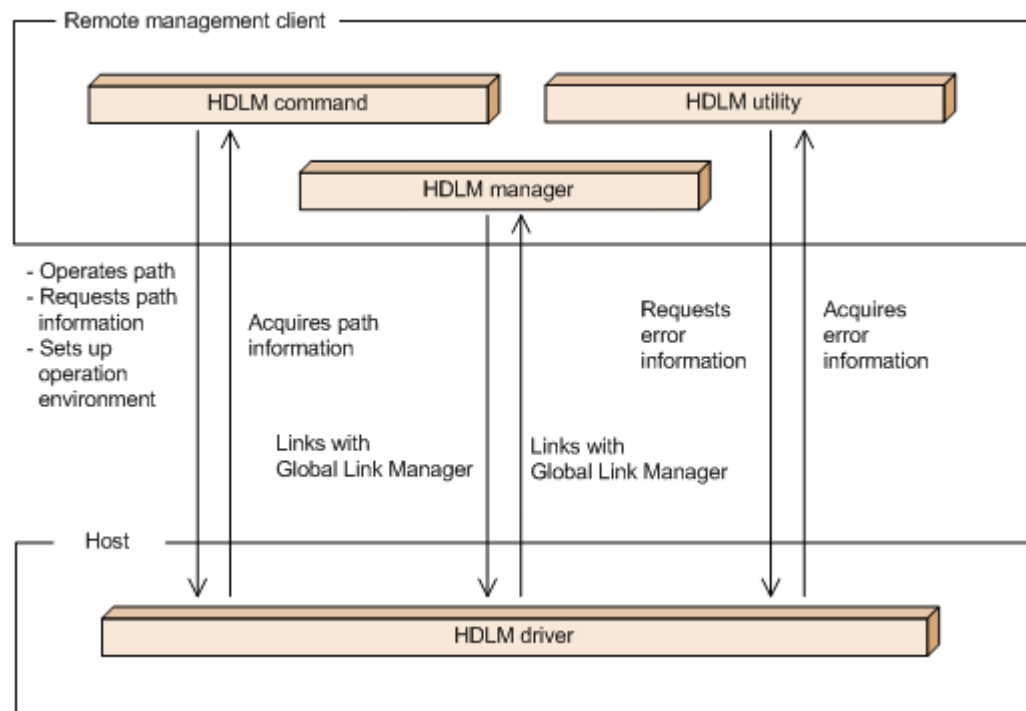 Remote management client
HDLM command
HDLM utility
HDLM manager
- Operates path
- Requests path
information
- Sets up
operation
environment
Acquires path
information
Links with
Global Link Manager
Links with
Global Link Manager
Requests
error
information
Acquires
error
information
Host
HDLM driver